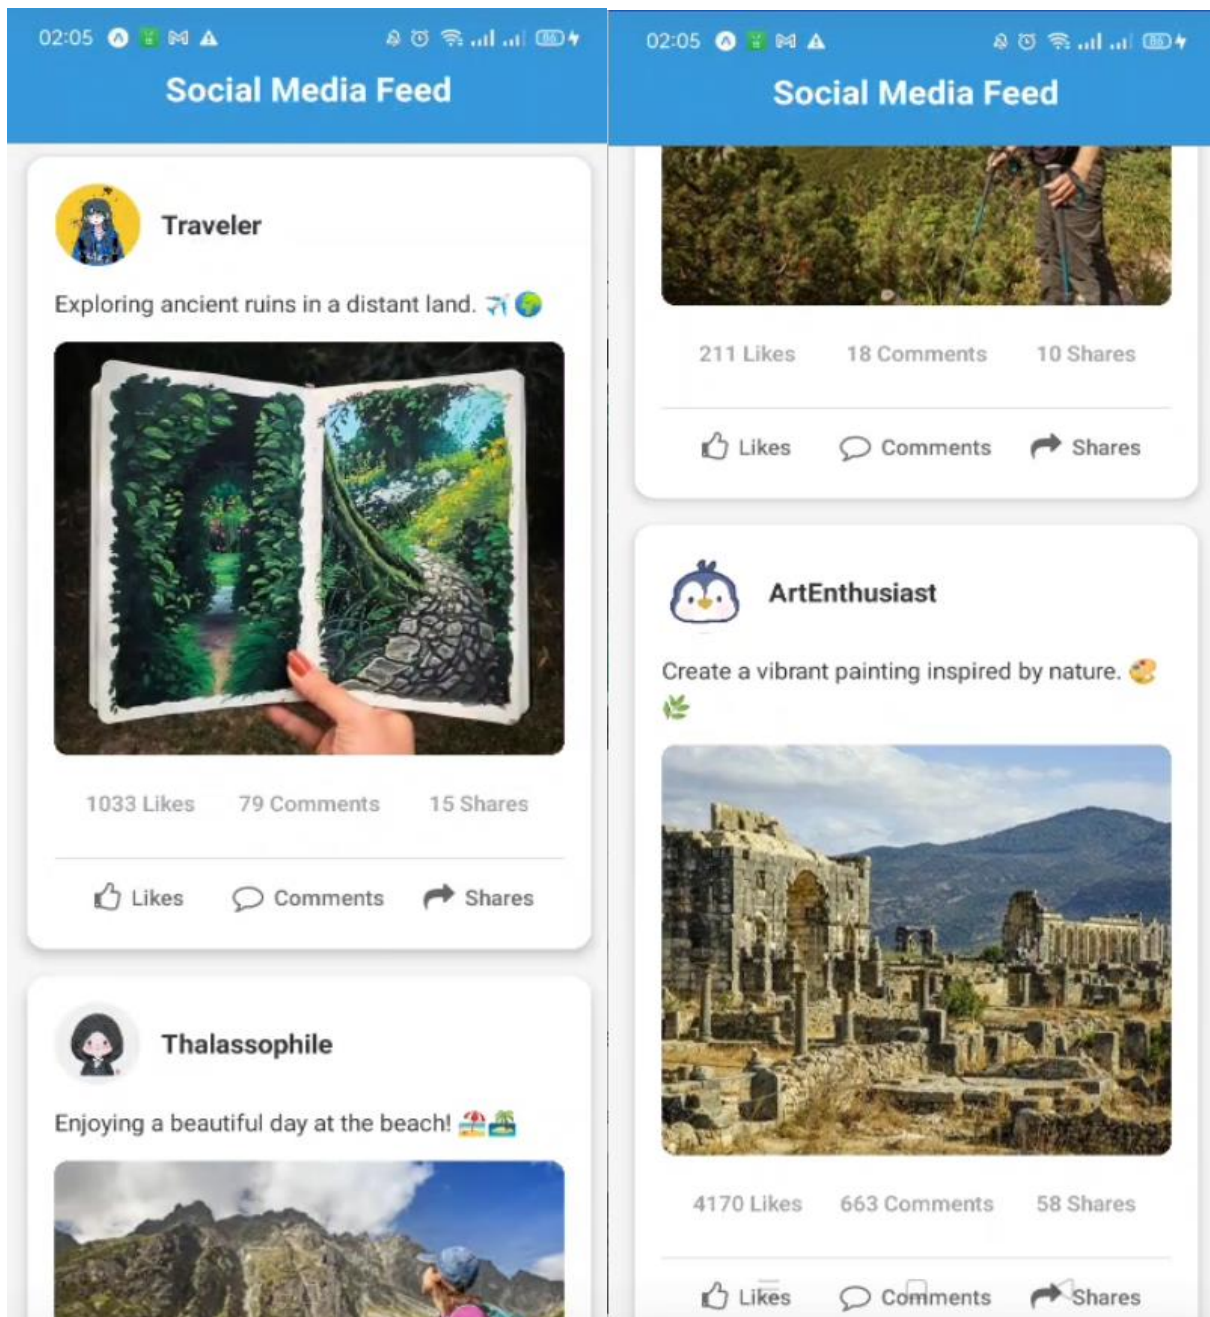 02:05
86
Social Media Feed
Traveler
Exploring ancient ruins in a distant land. ✈️🌍
1033 Likes 79 Comments 15 Shares
Likes Comments Shares
Thalassophile
Enjoying a beautiful day at the beach! 🏖️🏝️
02:05
86
Social Media Feed
211 Likes 18 Comments 10 Shares
Likes Comments Shares
ArtEnthusiast
Create a vibrant painting inspired by nature. 🎨
🌿
4170 Likes 663 Comments 58 Shares
Likes Comments Shares